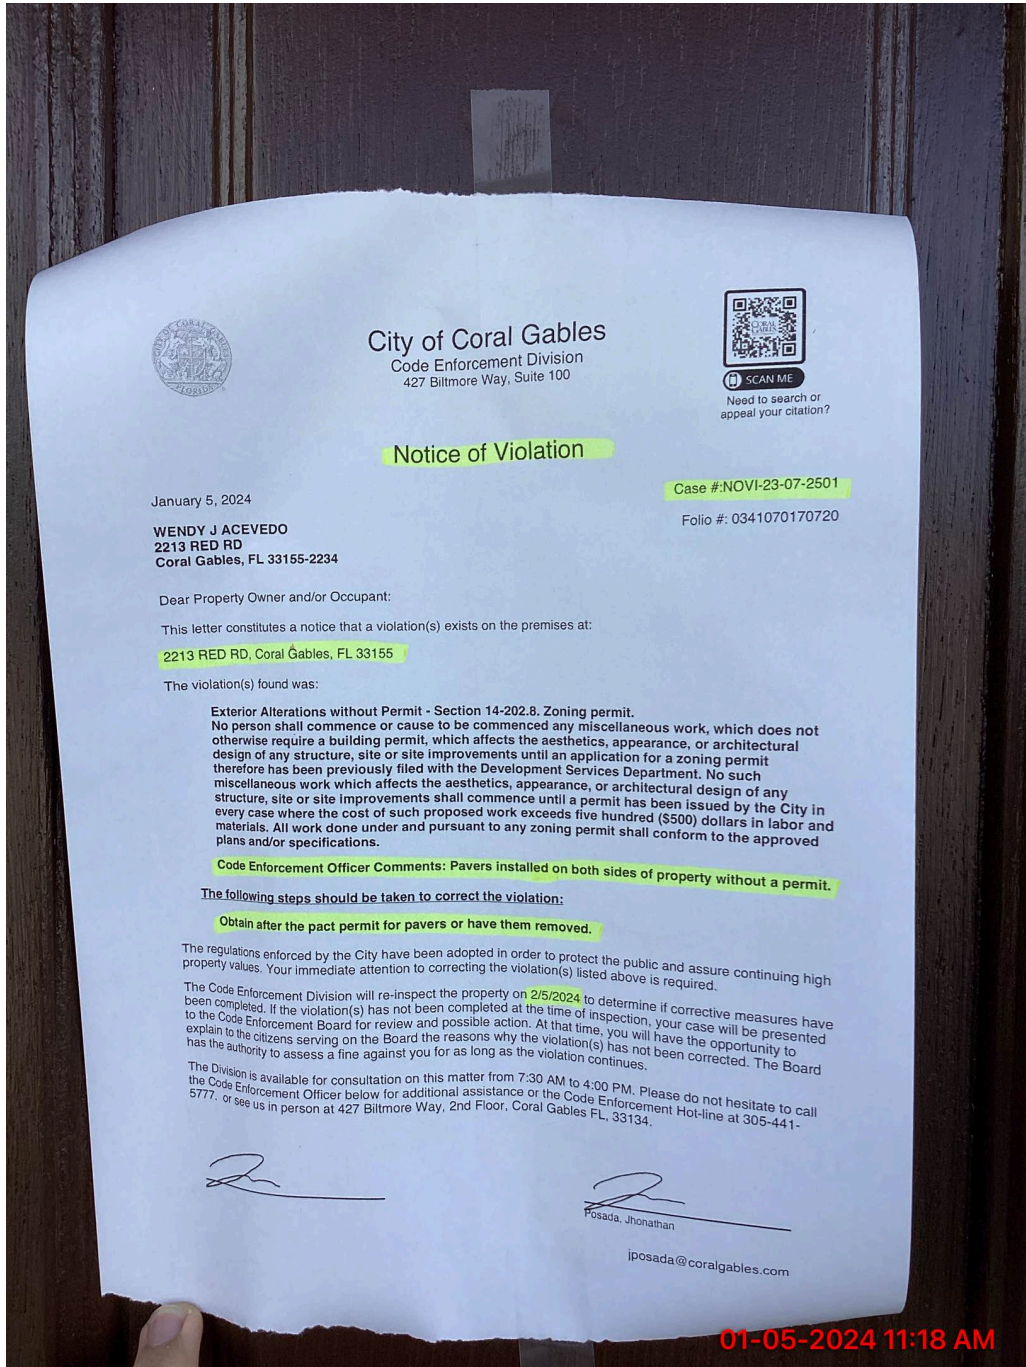 CITY OF CORAL GABLES
FLORIDA
City of Coral Gables
Code Enforcement Division
427 Biltmore Way, Suite 100
CORAL
GABLES
SCAN ME
Need to search or
appeal your citation?
Notice of Violation
Case #:NOVI-23-07-2501
Folio #: 0341070170720
January 5, 2024
WENDY J ACEVEDO
2213 RED RD
Coral Gables, FL 33155-2234
Dear Property Owner and/or Occupant:
This letter constitutes a notice that a violation(s) exists on the premises at:
2213 RED RD, Coral Gables, FL 33155
The violation(s) found was:
Exterior Alterations without Permit - Section 14-202.8. Zoning permit.
No person shall commence or cause to be commenced any miscellaneous work, which does not
otherwise require a building permit, which affects the aesthetics, appearance, or architectural
design of any structure, site or site improvements until an application for a zoning permit
therefore has been previously filed with the Development Services Department. No such
miscellaneous work which affects the aesthetics, appearance, or architectural design of any
structure, site or site improvements shall commence until a permit has been issued by the City in
every case where the cost of such proposed work exceeds five hundred ($500) dollars in labor and
materials. All work done under and pursuant to any zoning permit shall conform to the approved
plans and/or specifications.
Code Enforcement Officer Comments: Pavers installed on both sides of property without a permit.
The following steps should be taken to correct the violation:
Obtain after the pact permit for pavers or have them removed.
The regulations enforced by the City have been adopted in order to protect the public and assure continuing high
property values. Your immediate attention to correcting the violation(s) listed above is required.
The Code Enforcement Division will re-inspect the property on 2/5/2024 to determine if corrective measures have
been completed. If the violation(s) has not been completed at the time of inspection, your case will be presented
to the Code Enforcement Board for review and possible action. At that time, you will have the opportunity to
explain to the citizens serving on the Board the reasons why the violation(s) has not been corrected. The Board
has the authority to assess a fine against you for as long as the violation continues.
The Division is available for consultation on this matter from 7:30 AM to 4:00 PM. Please do not hesitate to call
the Code Enforcement Officer below for additional assistance or the Code Enforcement Hot-line at 305-441-
5777. or see us in person at 427 Biltmore Way, 2nd Floor, Coral Gables FL, 33134.
Posada, Jhonathan
jposada@coralgables.com
01-05-2024 11:18 AM